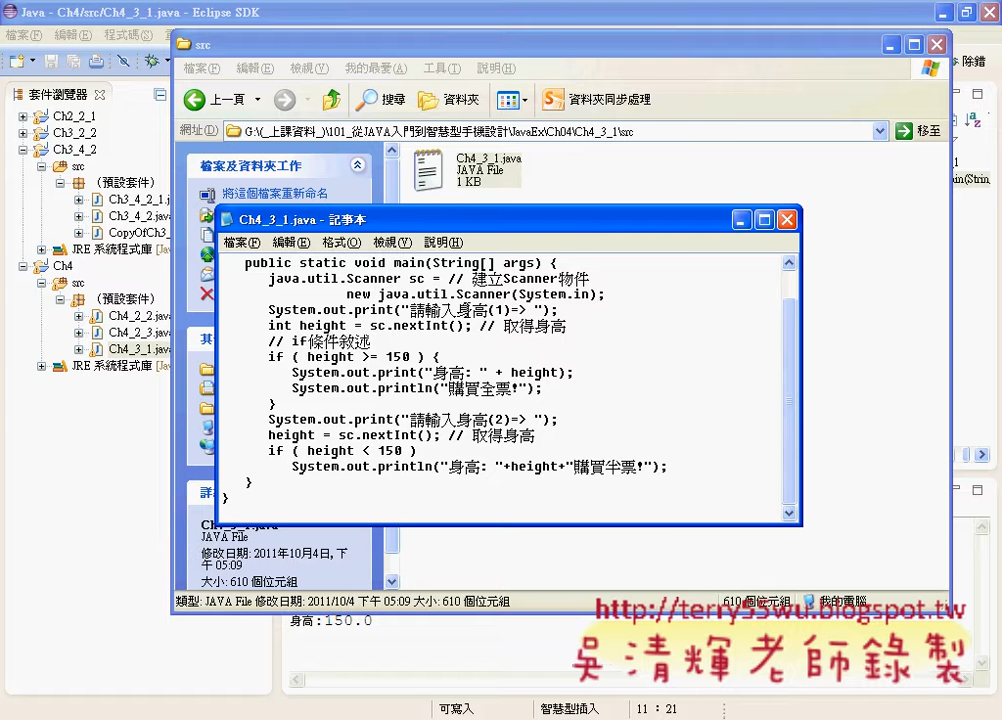 Java - Ch4/src/Ch4_3_1.java - Eclipse SDK
檔案(F) 編輯(E) 程式碼(S)
src
檔案(F) 編輯(E) 檢視(V) 我的最愛(A) 工具(T) 說明(H)
上一頁 搜尋 資料夾 資料夾同步處理
除錯
網址(D) G:\(_上課資料_)\101_從JAVA入門到智慧型手機設計\JavaEx\Ch04\Ch4_3_1\src 移至
套件瀏覽器
Ch2_2_1
Ch3_2_2
Ch3_4_2
src
(預設套件)
Ch3_4_2_1.j
Ch3_4_2.jav
CopyOfCh3_
JRE 系統程式庫 [Jav
Ch4
src
(預設套件)
Ch4_2_2.jav
Ch4_2_3.jav
Ch4_3_1.java
JRE 系統程式庫 [Jav
檔案及資料夾工作
將這個檔案重新命名
Ch4_3_1.java
JAVA File
1 KB
Ch4_3_1.java - 記事本
檔案(F) 編輯(E) 格式(O) 檢視(V) 說明(H)
public static void main(String[] args) {
java.util.Scanner sc = // 建立Scanner物件
new java.util.Scanner(System.in);
System.out.print("請輸入身高(1)=> ");
int height = sc.nextInt(); // 取得身高
// if條件敘述
if ( height >= 150 ) {
System.out.print("身高: " + height);
System.out.println("購買全票!");
}
System.out.print("請輸入身高(2)=> ");
height = sc.nextInt(); // 取得身高
if ( height < 150 )
System.out.println("身高: "+height+"購買半票!");
}
}
其
詳
Ch4_3_1.java
JAVA File
修改日期: 2011年10月4日, 下
午 05:09
大小: 610 個位元組
類型: JAVA File 修改日期: 2011/10/4 下午 05:09 大小: 610 個位元組 610 個位元組 我的電腦
身高:150.0
http://terry55wu.blogspot.tw
吳清輝老師錄製
可寫入 智慧型插入 11 : 21